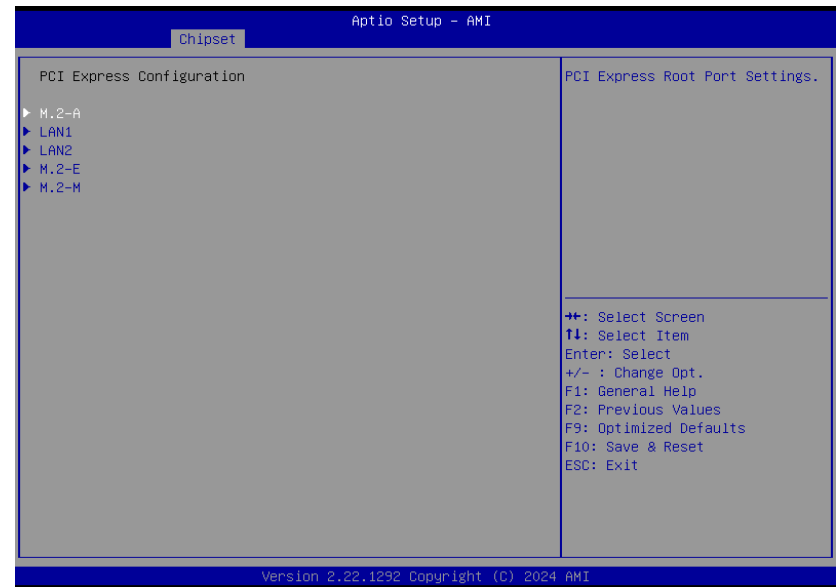 Aptio Setup – AMI
Chipset
PCI Express Configuration
PCI Express Root Port Settings.
▶ M.2-A
▶ LAN1
▶ LAN2
▶ M.2-E
▶ M.2-M
→←: Select Screen
↑↓: Select Item
Enter: Select
+/- : Change Opt.
F1: General Help
F2: Previous Values
F9: Optimized Defaults
F10: Save & Reset
ESC: Exit
Version 2.22.1292 Copyright (C) 2024 AMI